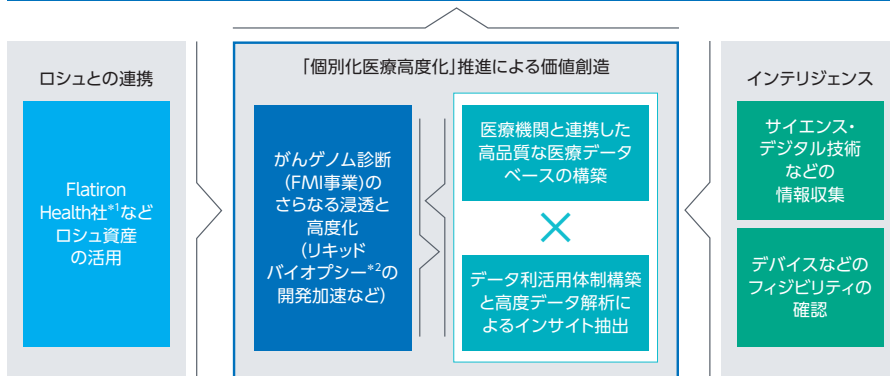 ロシュとの連携
Flatiron
Health社*1など
ロシュ資産
の活用
「個別化医療高度化」推進による価値創造
がんゲノム診断
(FMI事業)の
さらなる浸透と
高度化
(リキッド
バイオプシー*2の
開発加速など)
医療機関と連携した
高品質な医療データ
ベースの構築
×
データ利活用体制構築
と高度データ解析に
よるインサイト抽出
インテリジェンス
サイエンス・
デジタル技術
などの
情報収集
デバイスなどの
フィジビリティの
確認